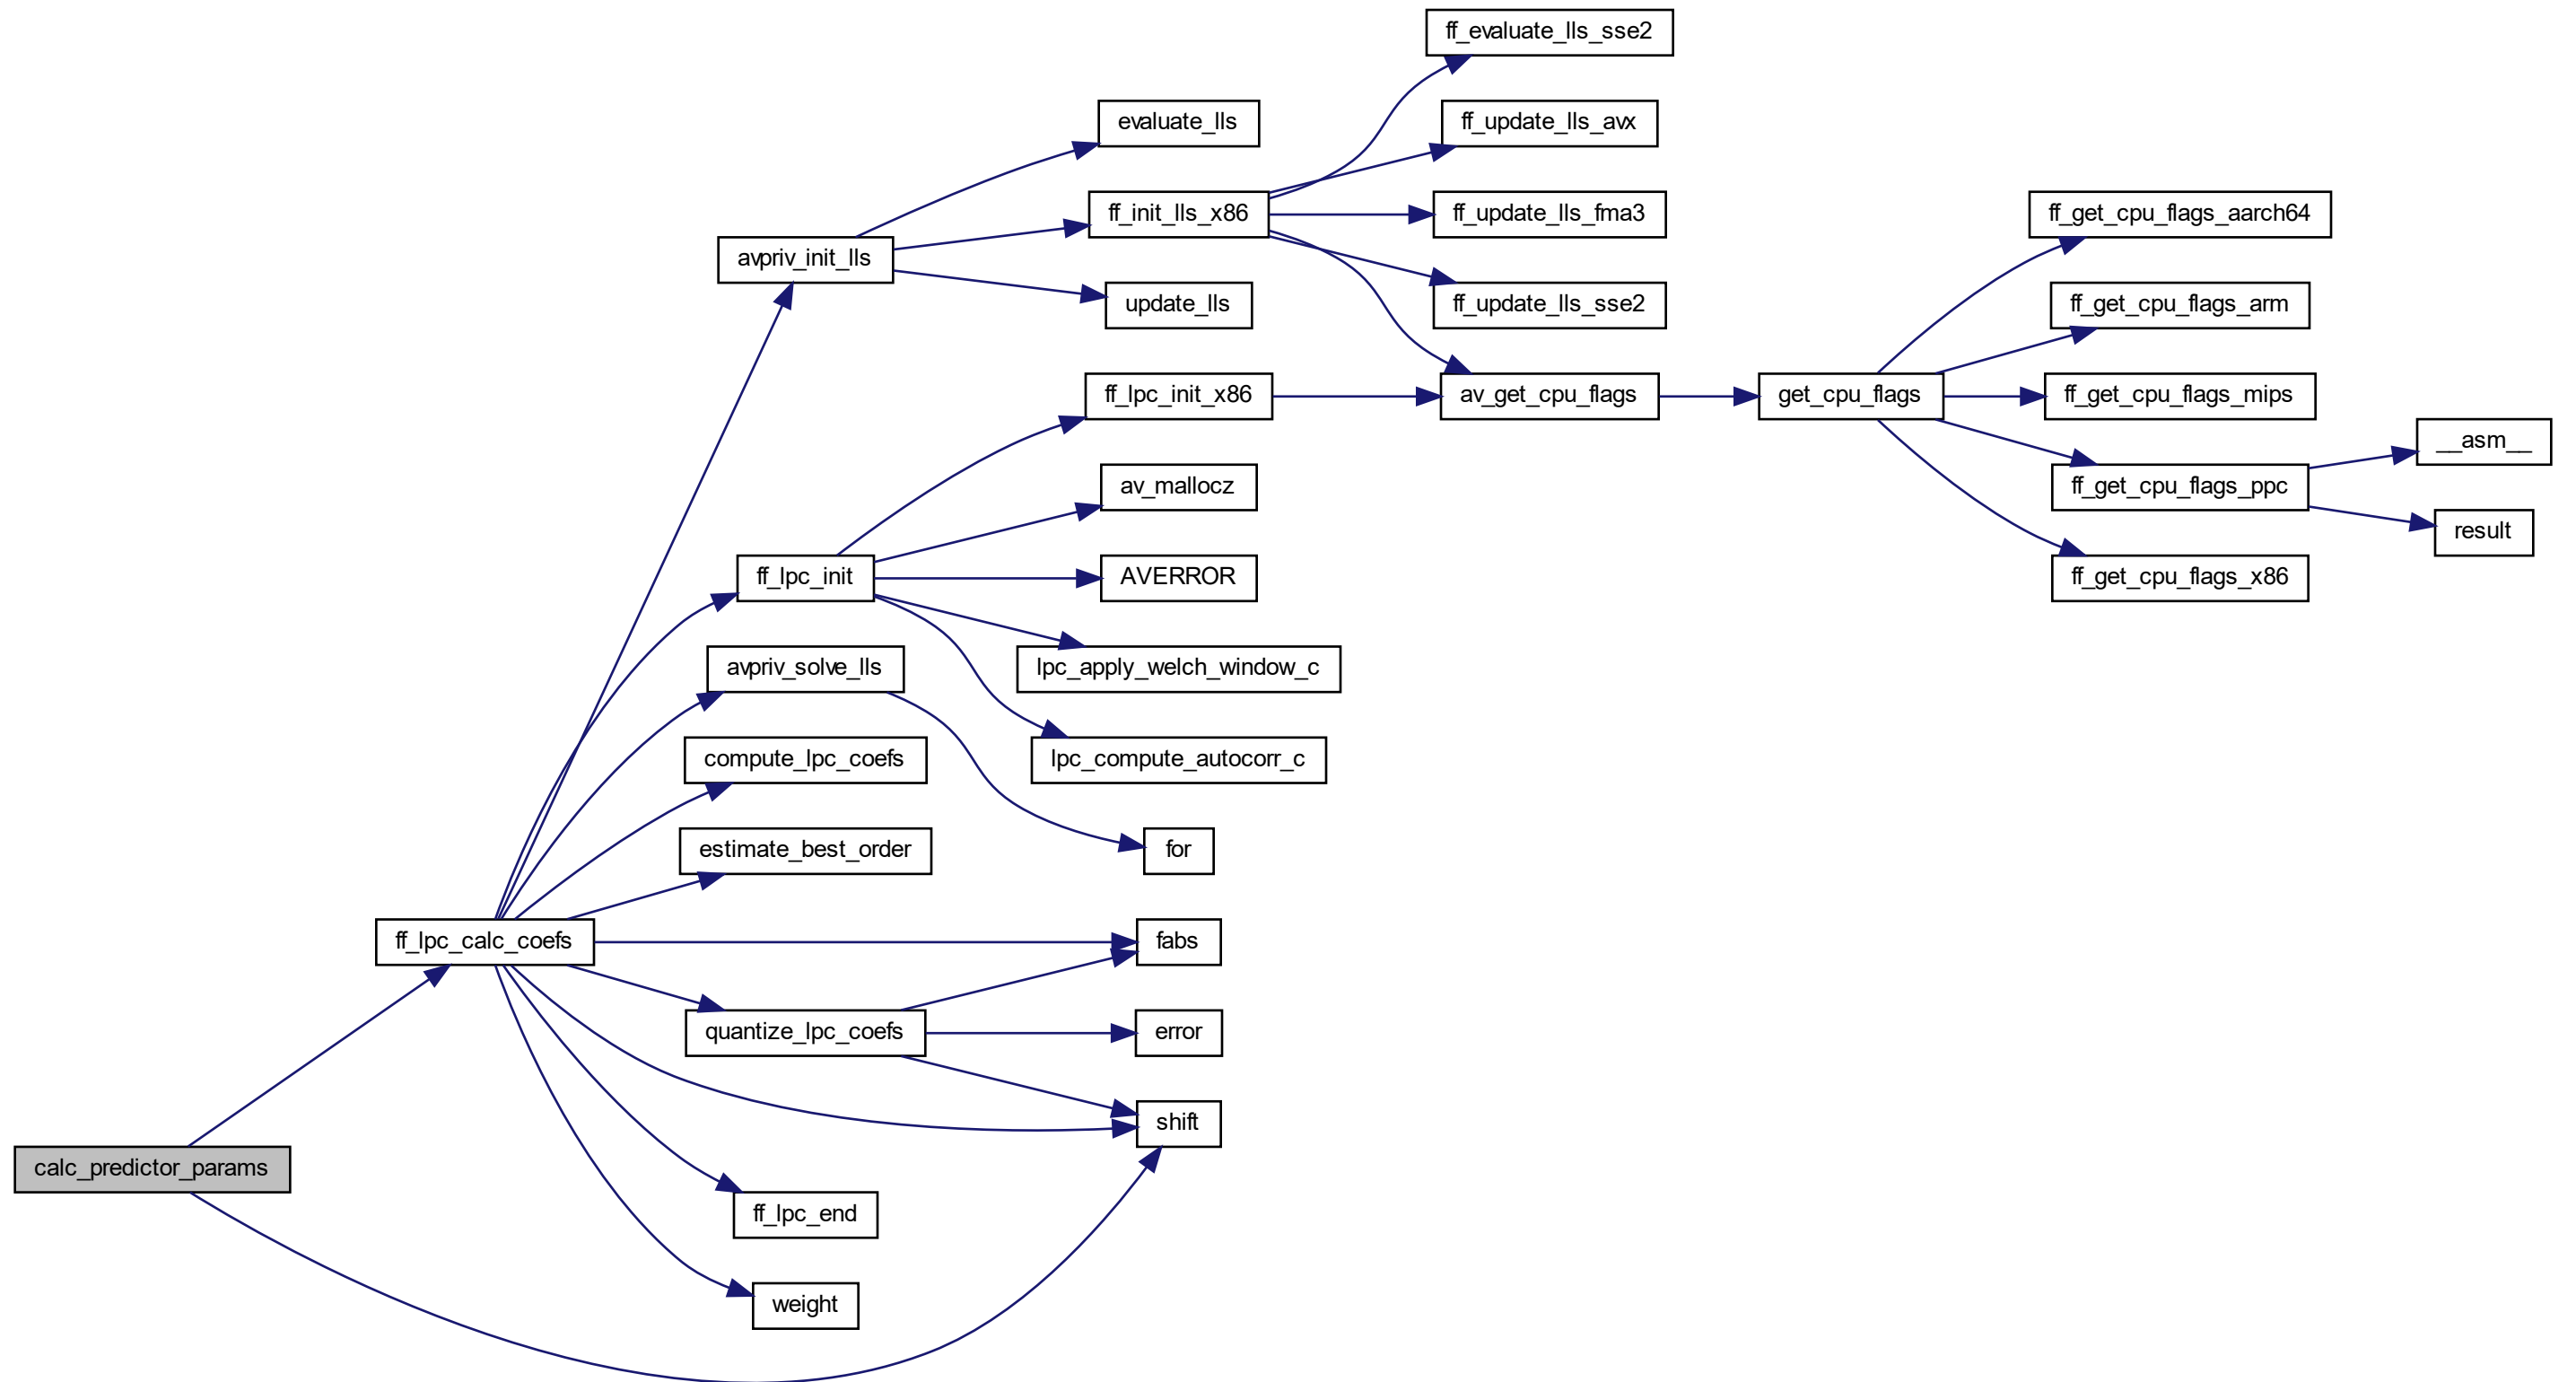 ff_evaluate_lls_sse2
evaluate_lls
ff_update_lls_avx
ff_init_lls_x86
ff_update_lls_fma3
ff_get_cpu_flags_aarch64
avpriv_init_lls
update_lls
ff_update_lls_sse2
ff_get_cpu_flags_arm
ff_lpc_init_x86
av_get_cpu_flags
get_cpu_flags
ff_get_cpu_flags_mips
__asm__
av_mallocz
ff_get_cpu_flags_ppc
result
ff_lpc_init
AVERROR
ff_get_cpu_flags_x86
avpriv_solve_lls
lpc_apply_welch_window_c
compute_lpc_coefs
lpc_compute_autocorr_c
estimate_best_order
for
ff_lpc_calc_coefs
fabs
quantize_lpc_coefs
error
shift
calc_predictor_params
ff_lpc_end
weight